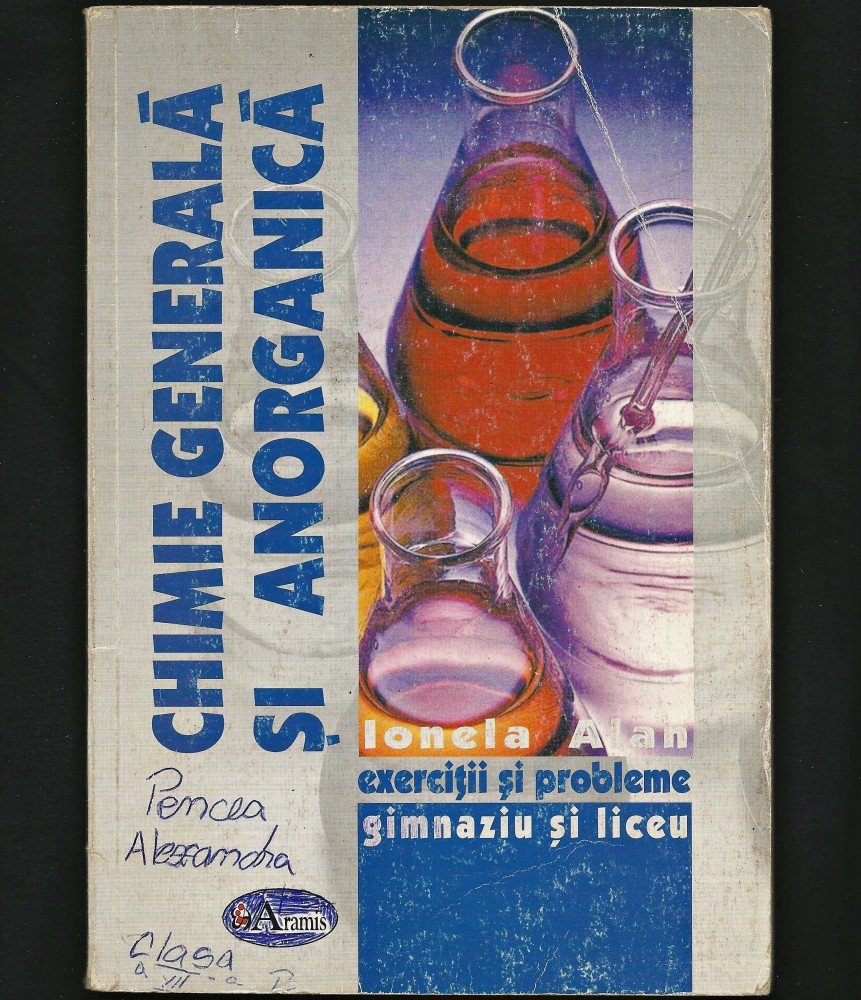 CHIMIE GENERALĂ
ȘI ANORGANICĂ
Ionela Alan
exerciții și probleme
gimnaziu și liceu
Pencea
Alexandra
Aramis
Clasa
a VII-a